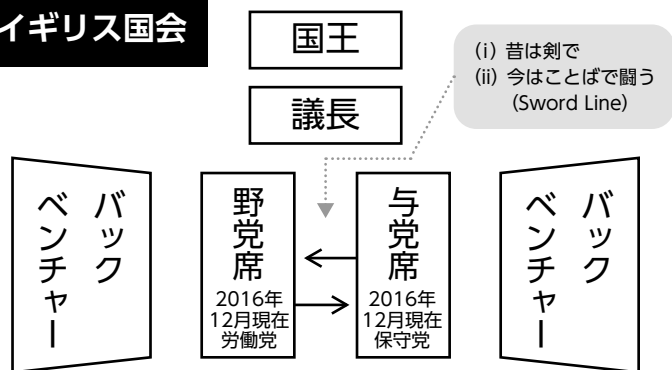 イギリス国会
国王
議長
(i) 昔は剣で
(ii) 今はことばで闘う
(Sword Line)
バック
ベンチャー
野党席
2016年
12月現在
労働党
与党席
2016年
12月現在
保守党
バック
ベンチャー